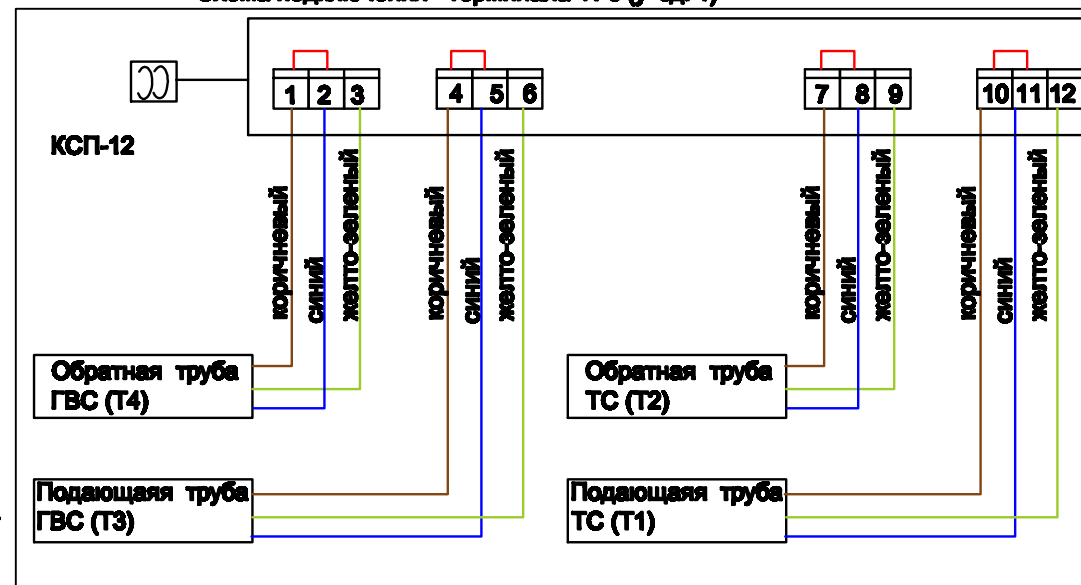 1 2 3 4 5 6 7 8 9 10 11 12
КСП-12
коричневый
синий
желто-зеленый
коричневый
синий
желто-зеленый
коричневый
синий
желто-зеленый
коричневый
синий
желто-зеленый
Обратная труба
ГВС (Т4)
Обратная труба
ТС (Т2)
Подающаяя труба
ГВС (Т3)
Подающаяя труба
ТС (Т1)